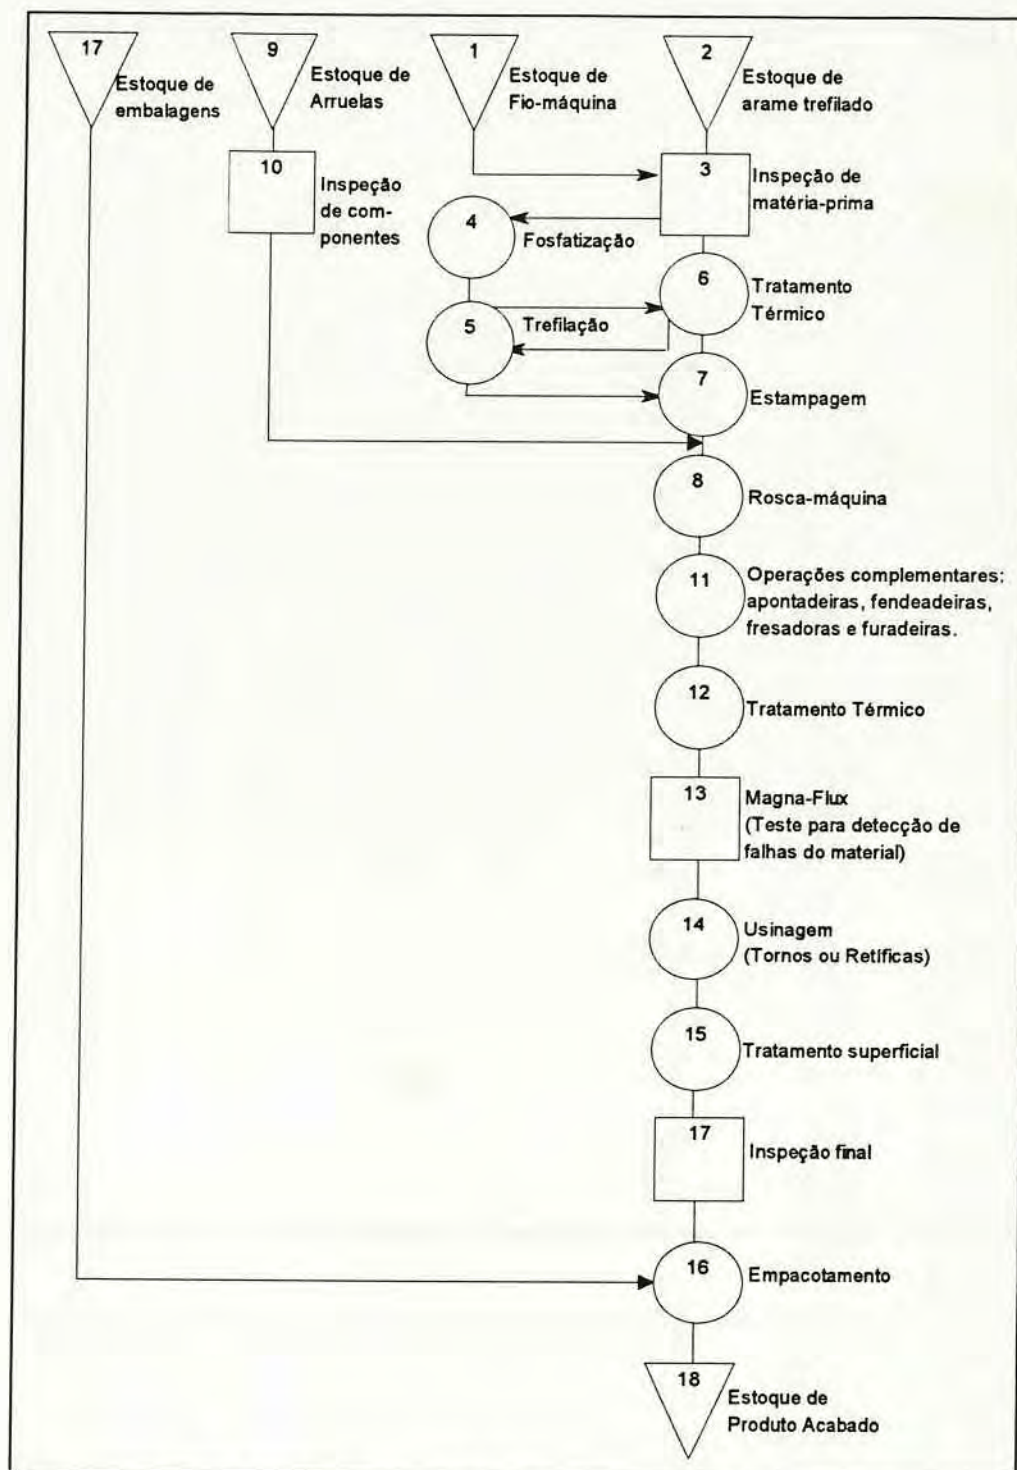 17
Estoque de
embalagens
9
Estoque de
Arruelas
1
Estoque de
Fio-máquina
2
Estoque de
arame trefilado
10
Inspeção
de com-
ponentes
3
Inspeção de
matéria-prima
4
Fosfatização
6
Tratamento
Térmico
5
Trefilação
7
Estampagem
8
Rosca-máquina
11
Operações complementares:
apontadeiras, fendeadeiras,
fresadoras e furadeiras.
12
Tratamento Térmico
13
Magna-Flux
(Teste para detecção de
falhas do material)
14
Usinagem
(Tornos ou Retíficas)
15
Tratamento superficial
17
Inspeção final
16
Empacotamento
18
Estoque de
Produto Acabado